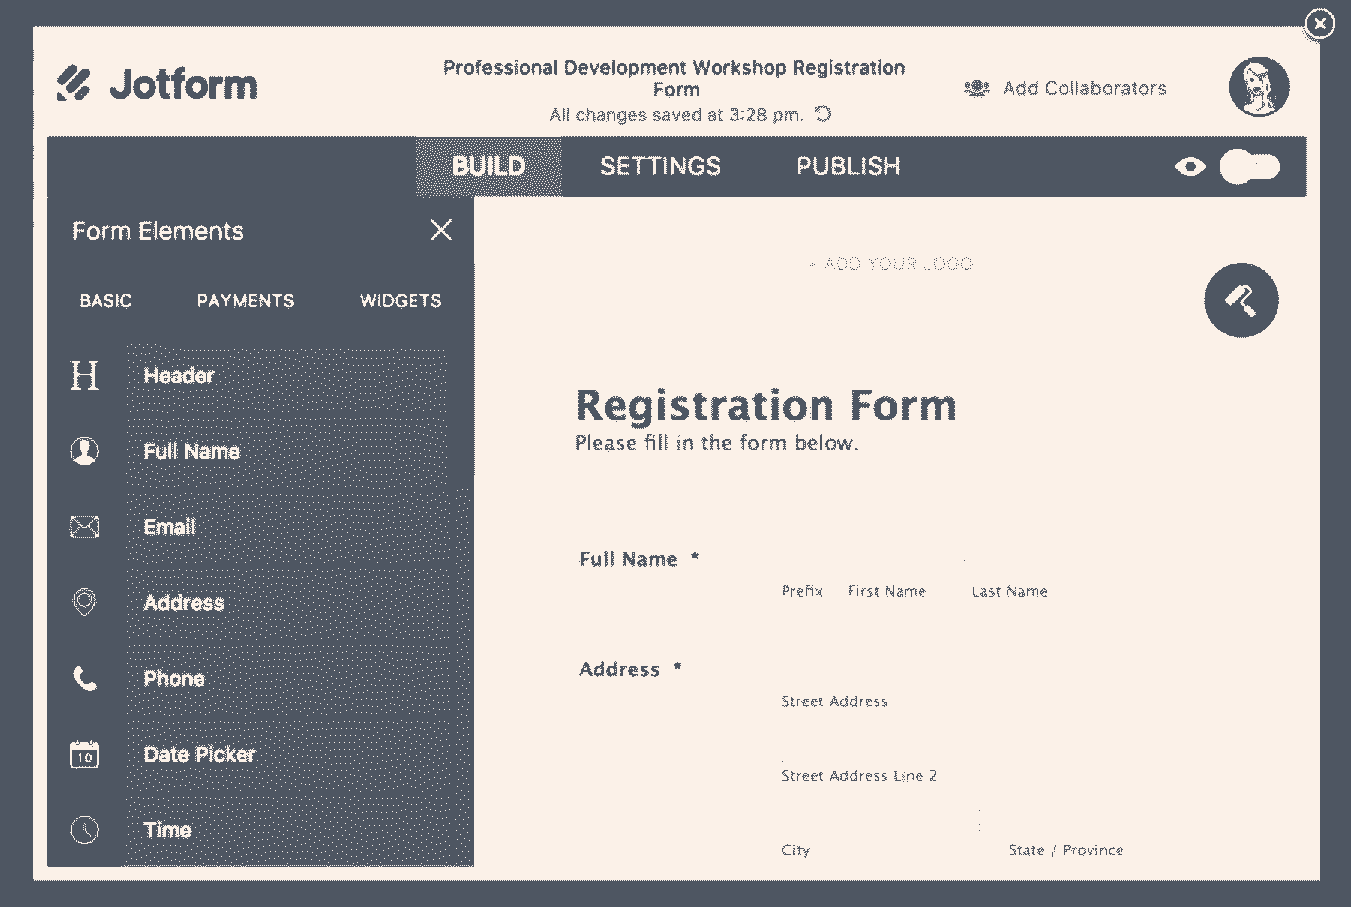 Jotform
Professional Development Workshop Registration
Form
All changes saved at 3:28 pm.
Add Collaborators
BUILD
SETTINGS
PUBLISH
Form Elements
BASIC
PAYMENTS
WIDGETS
H
Header
Full Name
Email
Address
Phone
10
Date Picker
Time
+ ADD YOUR LOGO
Registration Form
Please fill in the form below.
Full Name *
Prefix
First Name
Last Name
Address *
Street Address
Street Address Line 2
City
State / Province